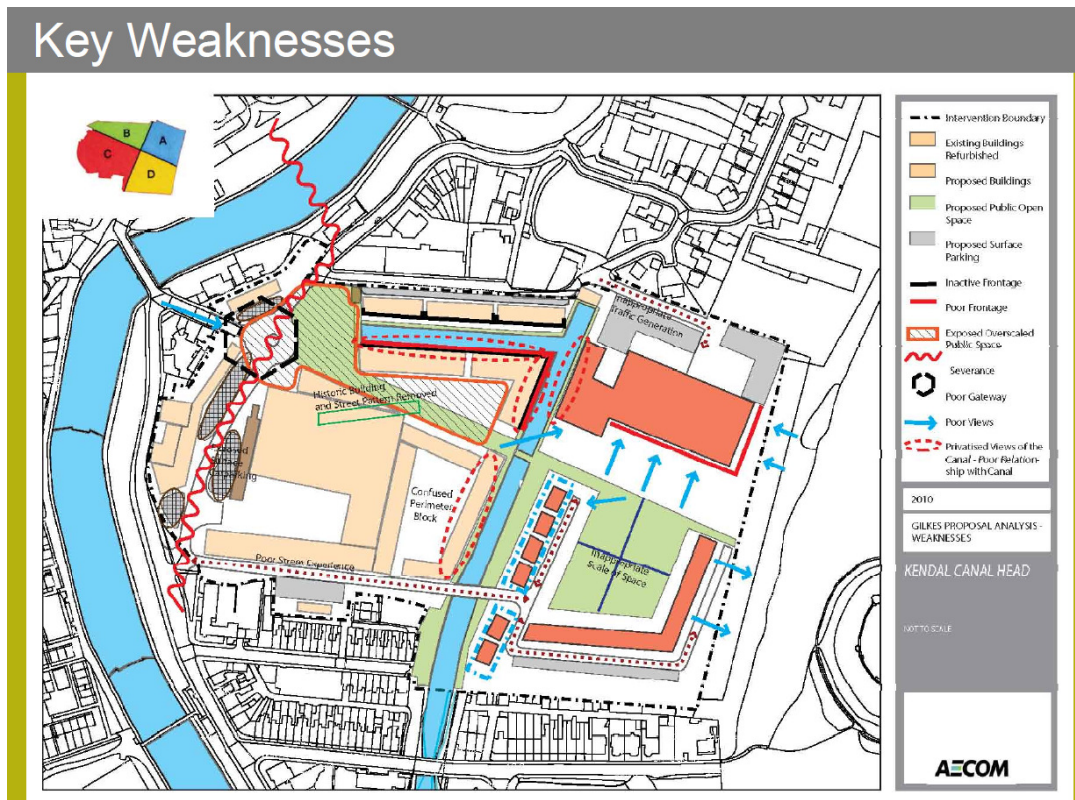 Key Weaknesses
B
A
C
D
Inappropriate
Traffic Generation
Historic Building
and Street Pattern Removed
Confused
Perimeter
Block
Poor Street Experience
Inappropriate
Scale of Space
Intervention Boundary
Existing Buildings
Refurbished
Proposed Buildings
Proposed Public Open
Space
Proposed Surface
Parking
Inactive Frontage
Poor Frontage
Exposed Overscaled
Public Space
Severance
Poor Gateway
Poor Views
Privatised Views of the
Canal - Poor Relation-
ship with Canal
2010
GILKES PROPOSAL ANALYSIS -
WEAKNESSES
KENDAL CANAL HEAD
NOT TO SCALE
AECOM